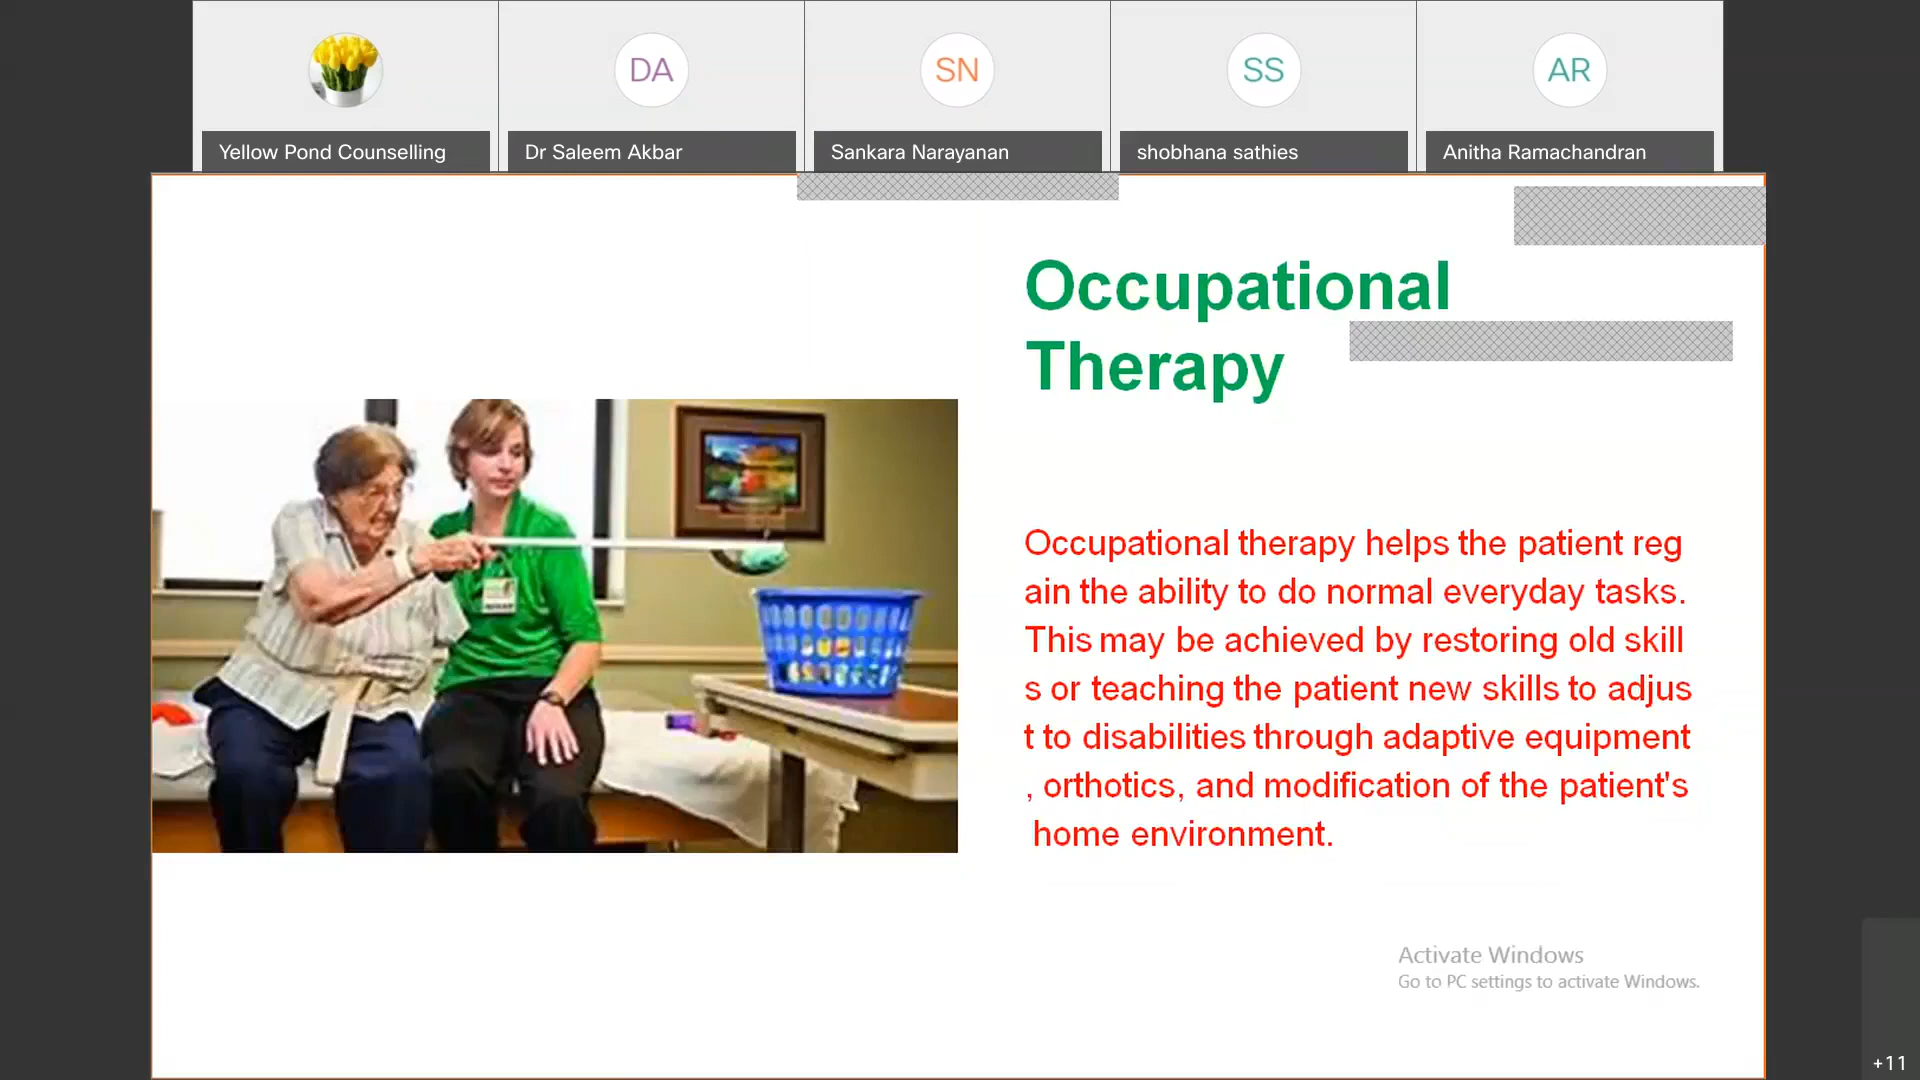 DA
SN
SS
AR
Yellow Pond Counselling
Dr Saleem Akbar
Sankara Narayanan
shobhana sathies
Anitha Ramachandran
Occupational
Therapy
Occupational therapy helps the patient reg
ain the ability to do normal everyday tasks.
This may be achieved by restoring old skill
s or teaching the patient new skills to adjus
t to disabilities through adaptive equipment
, orthotics, and modification of the patient's
home environment.
Activate Windows
Go to PC settings to activate Windows.
+11